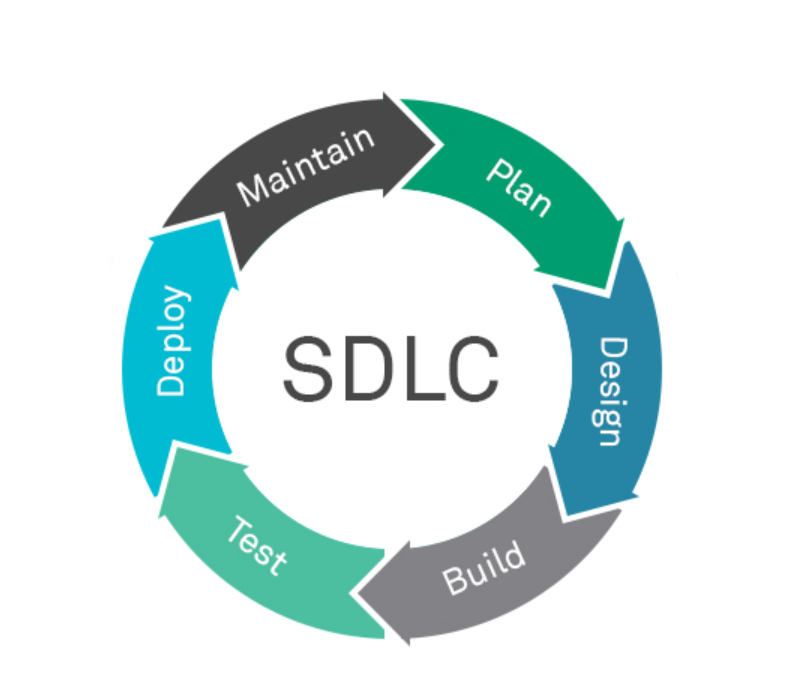 SDLC
Plan
Design
Build
Test
Deploy
Maintain